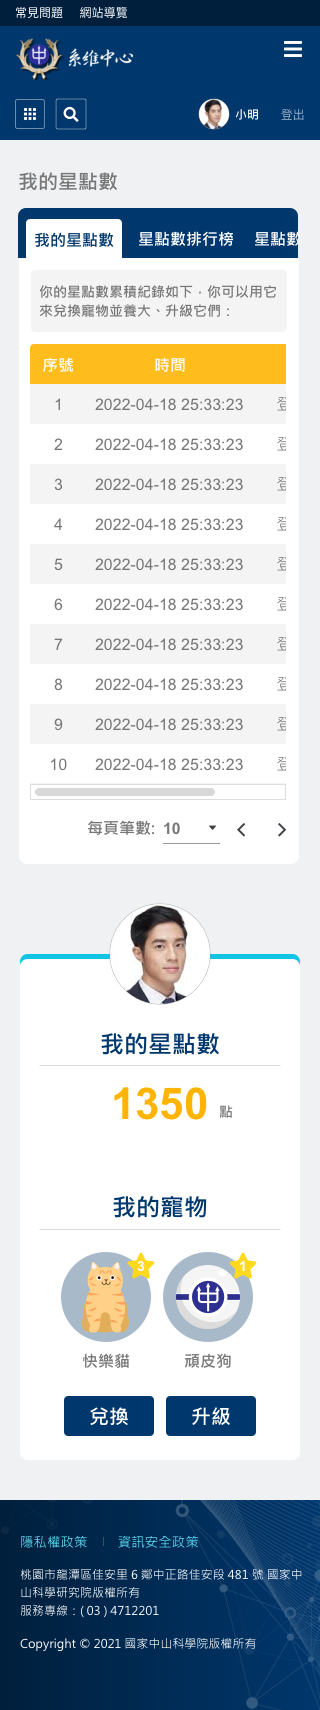 常見問題 網站導覽
系維中心
小明 登出
我的星點數
我的星點數 星點數排行榜 星點數
你的星點數累積紀錄如下，你可以用它
來兌換寵物並養大、升級它們：
序號 時間
1 2022-04-18 25:33:23 登
2 2022-04-18 25:33:23 登
3 2022-04-18 25:33:23 登
4 2022-04-18 25:33:23 登
5 2022-04-18 25:33:23 登
6 2022-04-18 25:33:23 登
7 2022-04-18 25:33:23 登
8 2022-04-18 25:33:23 登
9 2022-04-18 25:33:23 登
10 2022-04-18 25:33:23 登
每頁筆數: 10
我的星點數
1350 點
我的寵物
3 1
快樂貓 頑皮狗
兌換 升級
隱私權政策 | 資訊安全政策
桃園市龍潭區佳安里 6 鄰中正路佳安段 481 號 國家中
山科學研究院版權所有
服務專線：( 03 ) 4712201
Copyright © 2021 國家中山科學院版權所有